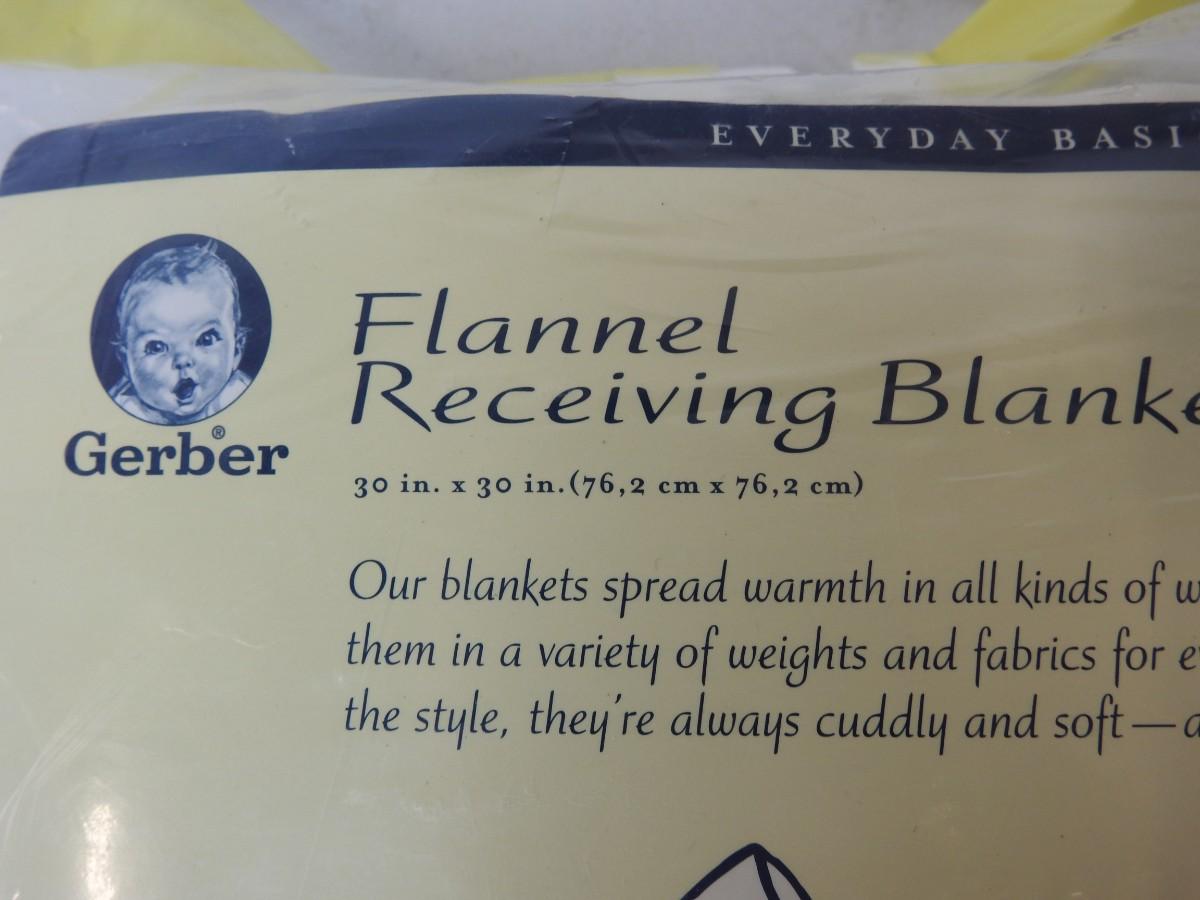 EVERYDAY BASI
Gerber®
Flannel
Receiving Blanke
30 in. x 30 in.(76,2 cm x 76,2 cm)
Our blankets spread warmth in all kinds of w
them in a variety of weights and fabrics for e
the style, they're always cuddly and soft—a